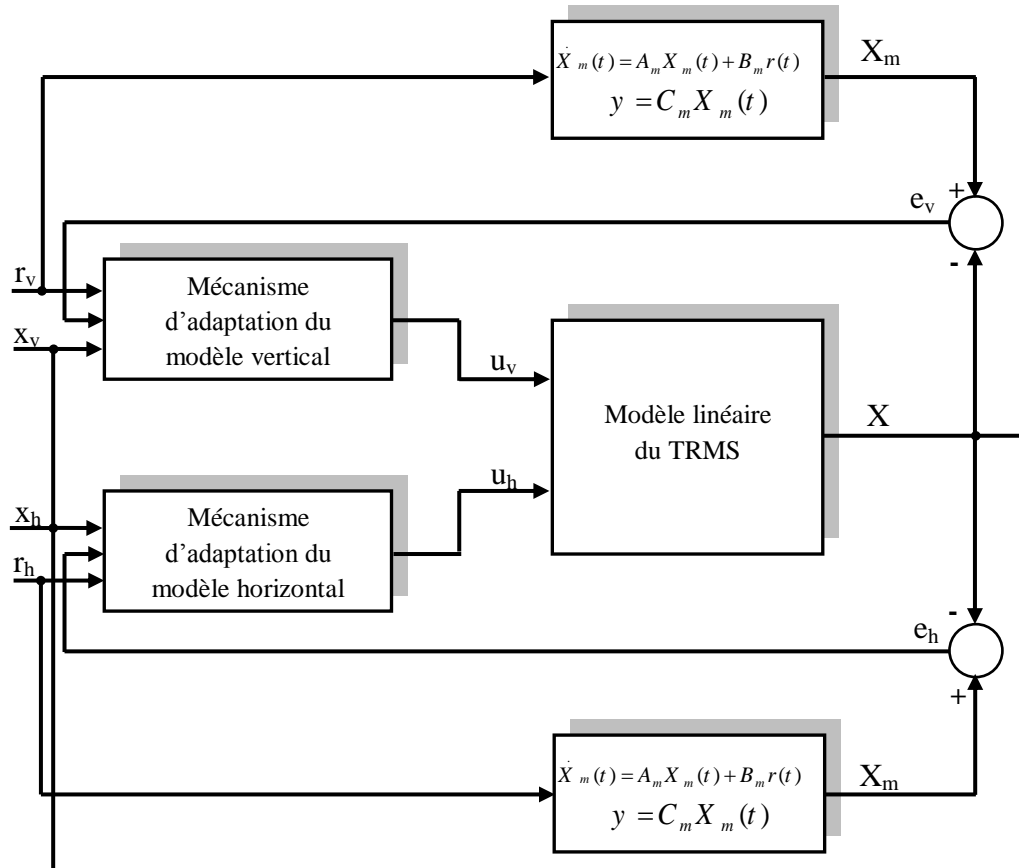 Ẋ_m(t) = A_m X_m(t) + B_m r(t)
y = C_m X_m(t)
X_m
+
e_v
-
r_v
Mécanisme
d’adaptation du
modèle vertical
x_v
u_v
Modèle linéaire
du TRMS
X
u_h
x_h
Mécanisme
d’adaptation du
modèle horizontal
r_h
-
e_h
+
Ẋ_m(t) = A_m X_m(t) + B_m r(t)
y = C_m X_m(t)
X_m